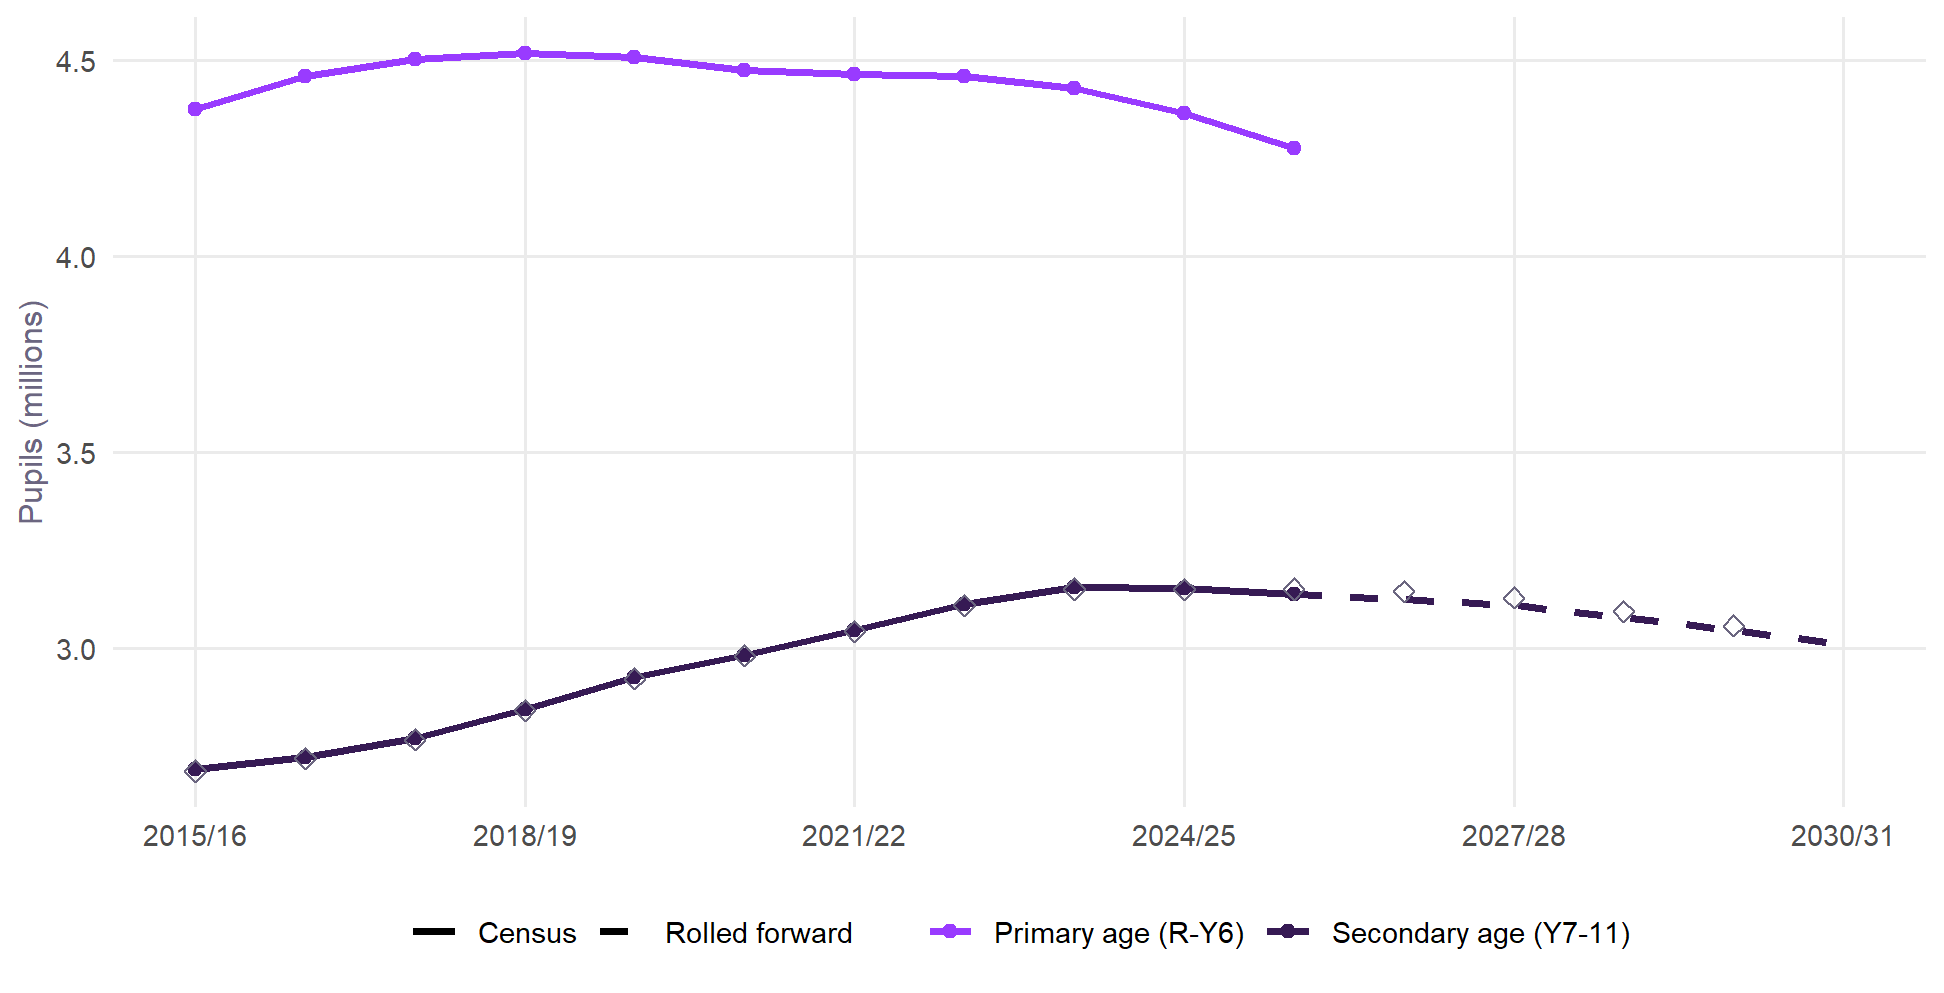 4.5
4.0
3.5
3.0
Pupils (millions)
2015/16 2018/19 2021/22 2024/25 2027/28 2030/31
Census Rolled forward Primary age (R-Y6) Secondary age (Y7-11)